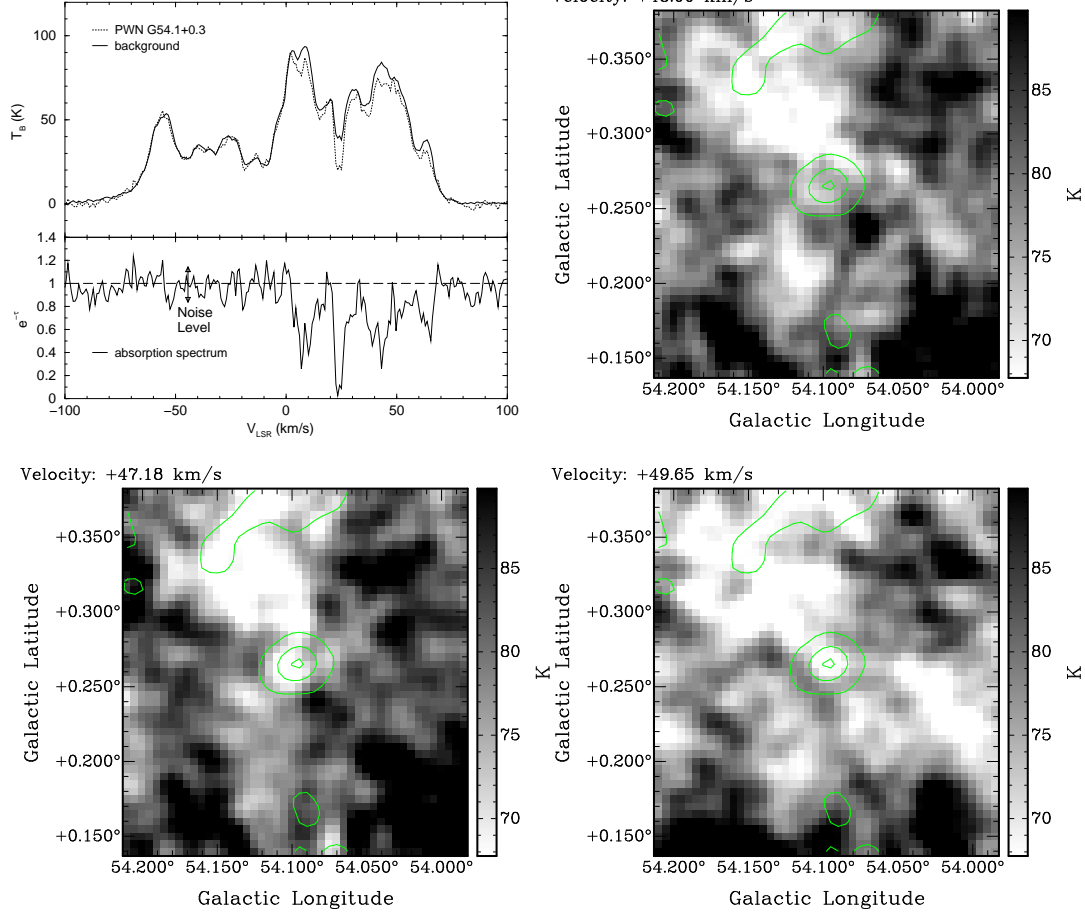 PWN G54.1+0.3
background
100
50
0
T_B (K)
1.4
1.2
1
0.8
0.6
0.4
0.2
0
e^-τ
Noise
Level
absorption spectrum
−100 −50 0 50 100
V_LSR (km/s)
+0.350°
+0.300°
+0.250°
+0.200°
+0.150°
Galactic Latitude
54.200° 54.150° 54.100° 54.050° 54.000°
Galactic Longitude
85
80
75
70
K
Velocity: +47.18 km/s
+0.350°
+0.300°
+0.250°
+0.200°
+0.150°
Galactic Latitude
54.200° 54.150° 54.100° 54.050° 54.000°
Galactic Longitude
85
80
75
70
K
Velocity: +49.65 km/s
+0.350°
+0.300°
+0.250°
+0.200°
+0.150°
Galactic Latitude
54.200° 54.150° 54.100° 54.050° 54.000°
Galactic Longitude
85
80
75
70
K